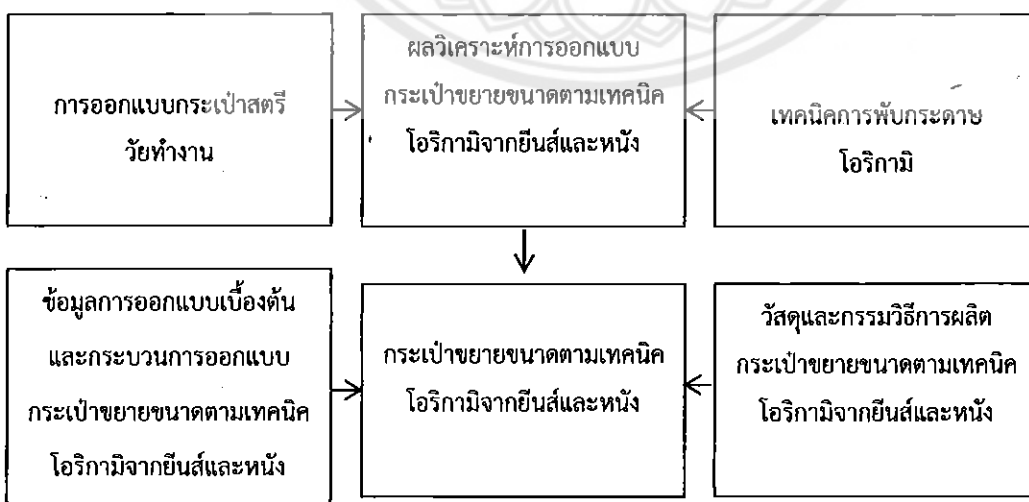 การออกแบบกระเป๋าสตรี
วัยทำงาน
ผลวิเคราะห์การออกแบบ
กระเป๋าขยายขนาดตามเทคนิค
โอริกามิจากยีนส์และหนัง
เทคนิคการพับกระดาษ
โอริกามิ
ข้อมูลการออกแบบเบื้องต้น
และกระบวนการออกแบบ
กระเป๋าขยายขนาดตามเทคนิค
โอริกามิจากยีนส์และหนัง
กระเป๋าขยายขนาดตามเทคนิค
โอริกามิจากยีนส์และหนัง
วัสดุและกรรมวิธีการผลิต
กระเป๋าขยายขนาดตามเทคนิค
โอริกามิจากยีนส์และหนัง